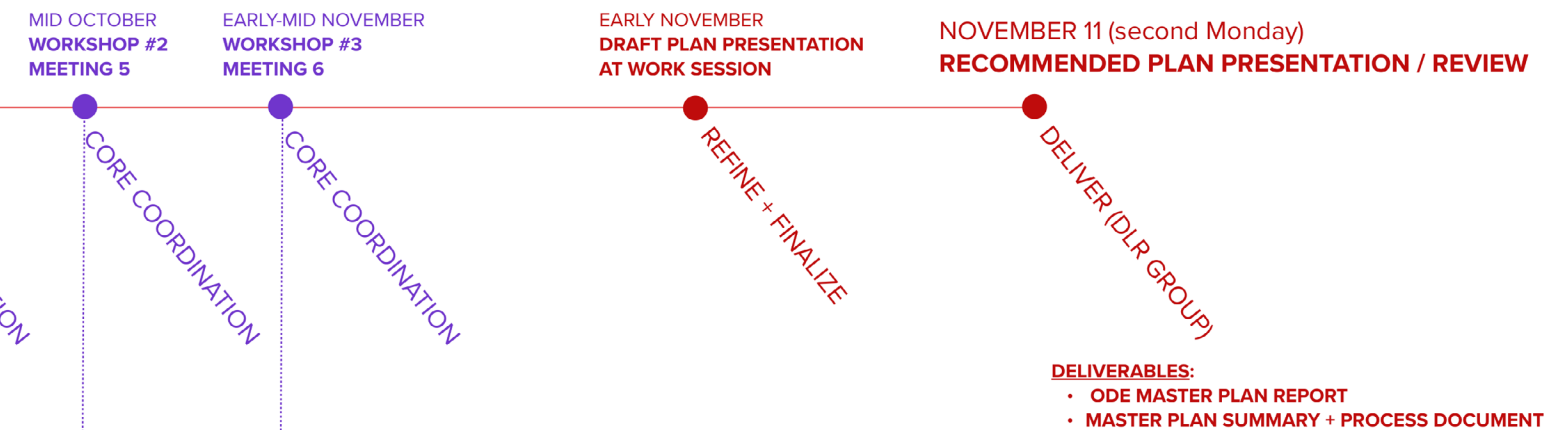 MID OCTOBER
WORKSHOP #2
MEETING 5
EARLY-MID NOVEMBER
WORKSHOP #3
MEETING 6
EARLY NOVEMBER
DRAFT PLAN PRESENTATION
AT WORK SESSION
NOVEMBER 11 (second Monday)
RECOMMENDED PLAN PRESENTATION / REVIEW
ION
CORE COORDINATION
CORE COORDINATION
REFINE + FINALIZE
DELIVER (DLR GROUP)
DELIVERABLES:
• ODE MASTER PLAN REPORT
• MASTER PLAN SUMMARY + PROCESS DOCUMENT